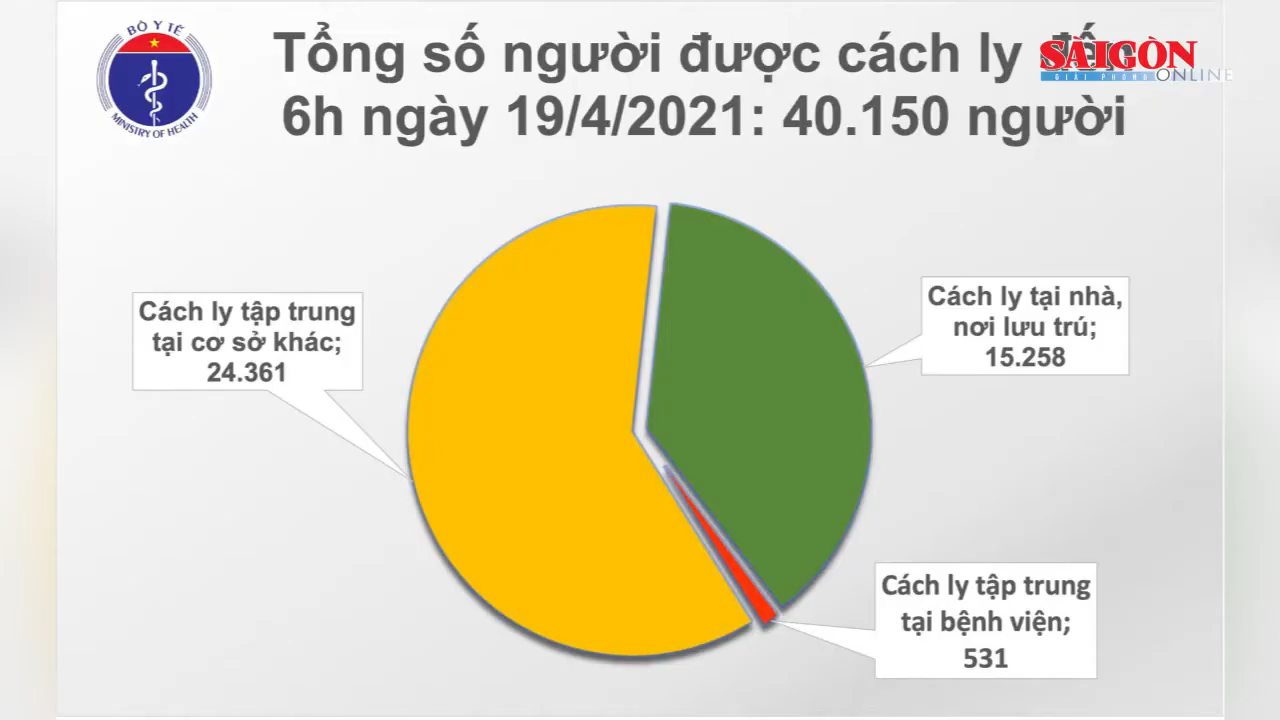 BỘ Y TẾ
MINISTRY OF HEALTH
Tổng số người được cách ly
6h ngày 19/4/2021: 40.150 người
SÀIGÒN
GIẢI PHÓNG ONLINE
Cách ly tập trung
tại cơ sở khác;
24.361
Cách ly tại nhà,
nơi lưu trú;
15.258
Cách ly tập trung
tại bệnh viện;
531